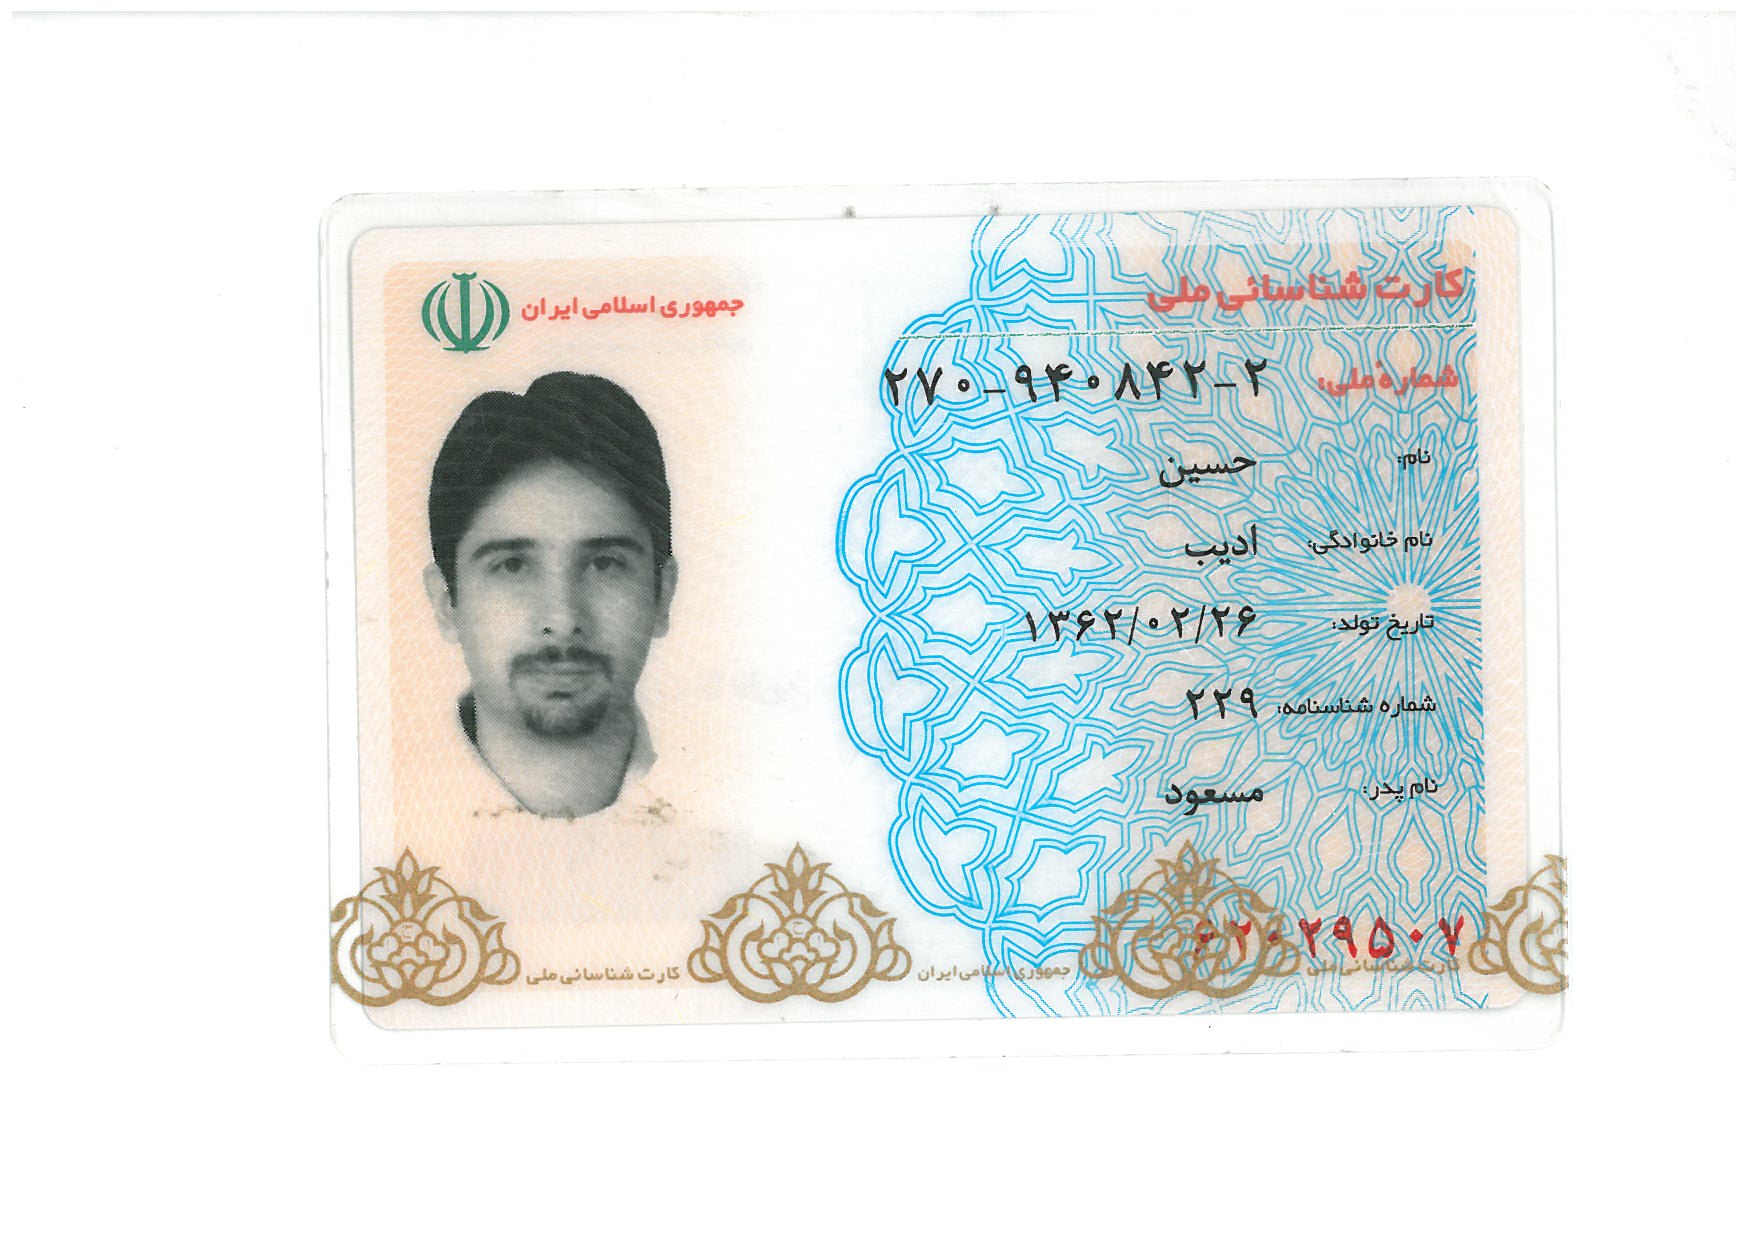 جمهوری اسلامی ایران
کارت شناسائی ملی
شمارهٔ ملی: ۲۷۰-۹۴۰۸۴۲-۲
نام: حسین
نام خانوادگی: ادیب
تاریخ تولد: ۱۳۶۲/۰۲/۲۶
شماره شناسنامه: ۲۲۹
نام پدر: مسعود
۶۲۰۲۹۵۰۷
کارت شناسائی ملی جمهوری اسلامی ایران کارت شناسائی ملی